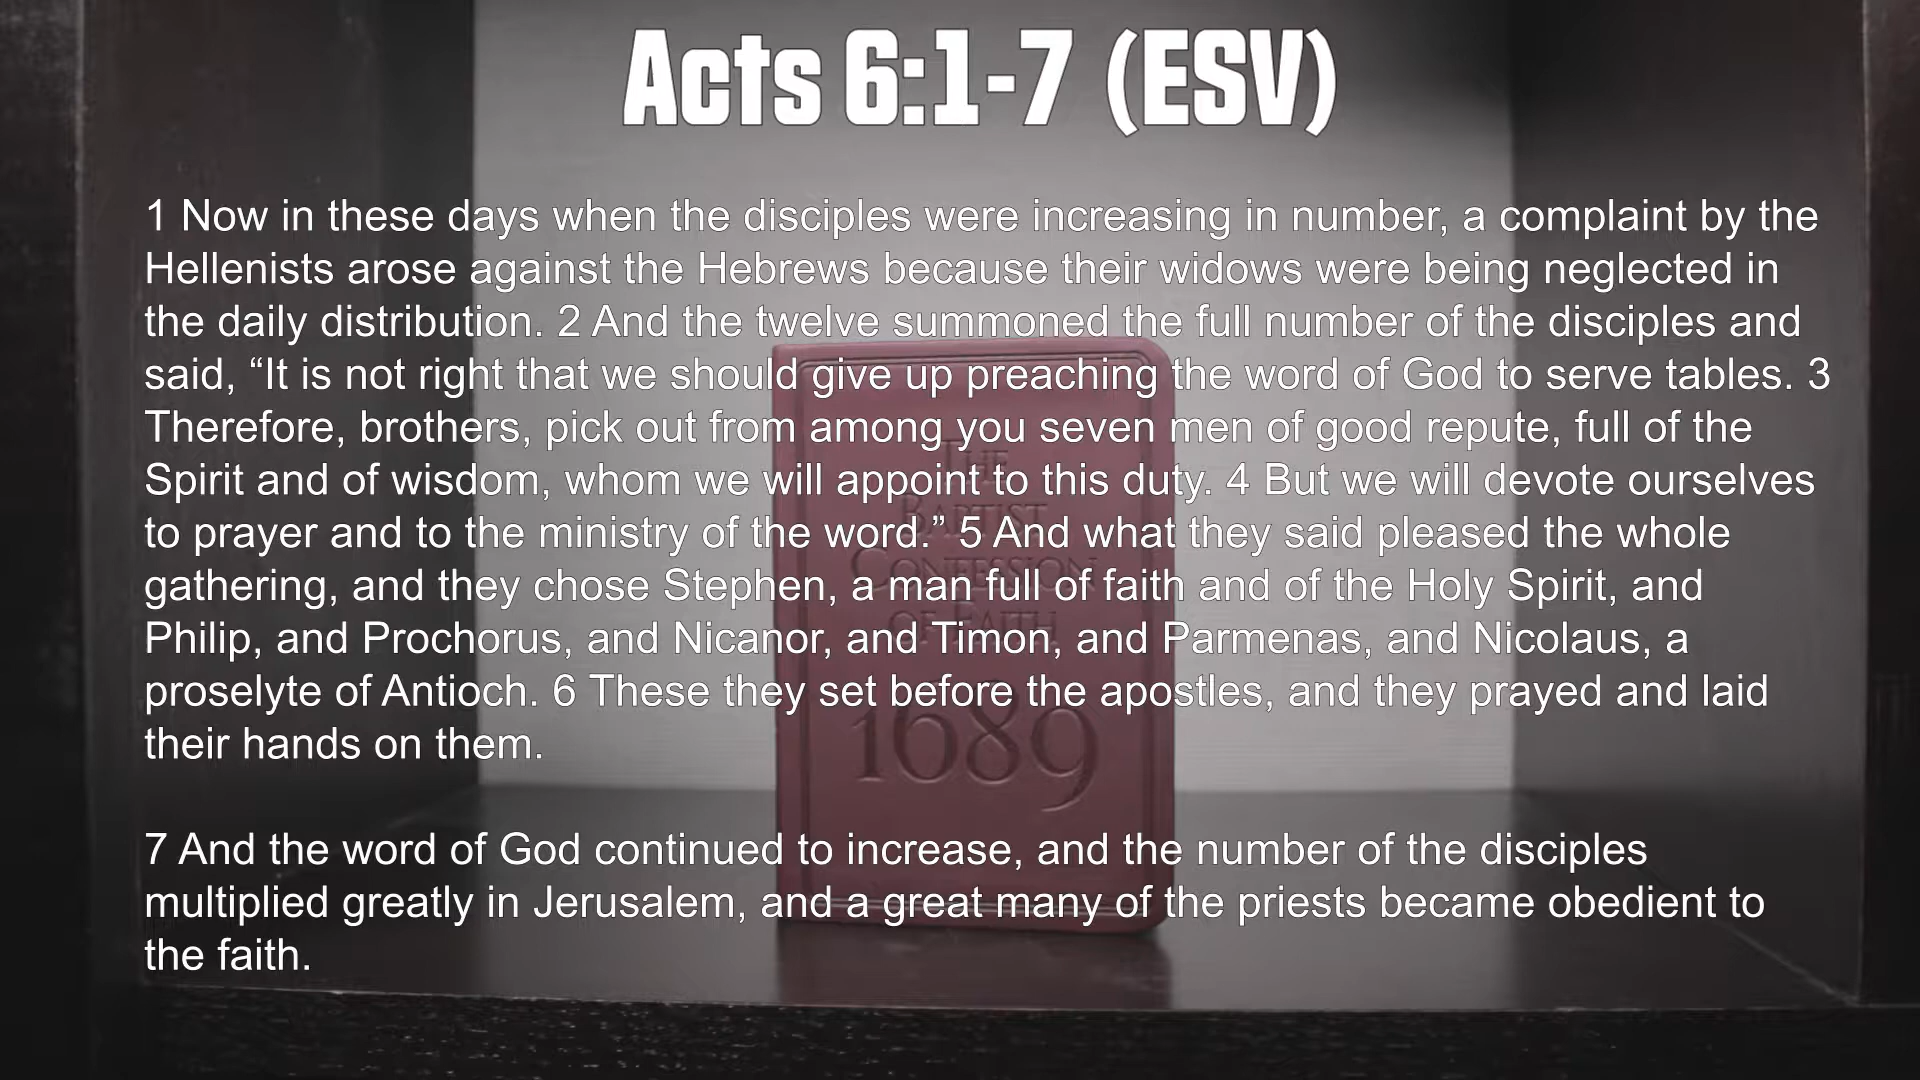 Acts 6:1-7 (ESV)
1 Now in these days when the disciples were increasing in number, a complaint by the
Hellenists arose against the Hebrews because their widows were being neglected in
the daily distribution. 2 And the twelve summoned the full number of the disciples and
said, “It is not right that we should give up preaching the word of God to serve tables. 3
Therefore, brothers, pick out from among you seven men of good repute, full of the
Spirit and of wisdom, whom we will appoint to this duty. 4 But we will devote ourselves
to prayer and to the ministry of the word.” 5 And what they said pleased the whole
gathering, and they chose Stephen, a man full of faith and of the Holy Spirit, and
Philip, and Prochorus, and Nicanor, and Timon, and Parmenas, and Nicolaus, a
proselyte of Antioch. 6 These they set before the apostles, and they prayed and laid
their hands on them.
7 And the word of God continued to increase, and the number of the disciples
multiplied greatly in Jerusalem, and a great many of the priests became obedient to
the faith.
THE
BAPTIST
CONFESSION
OF FAITH
1689